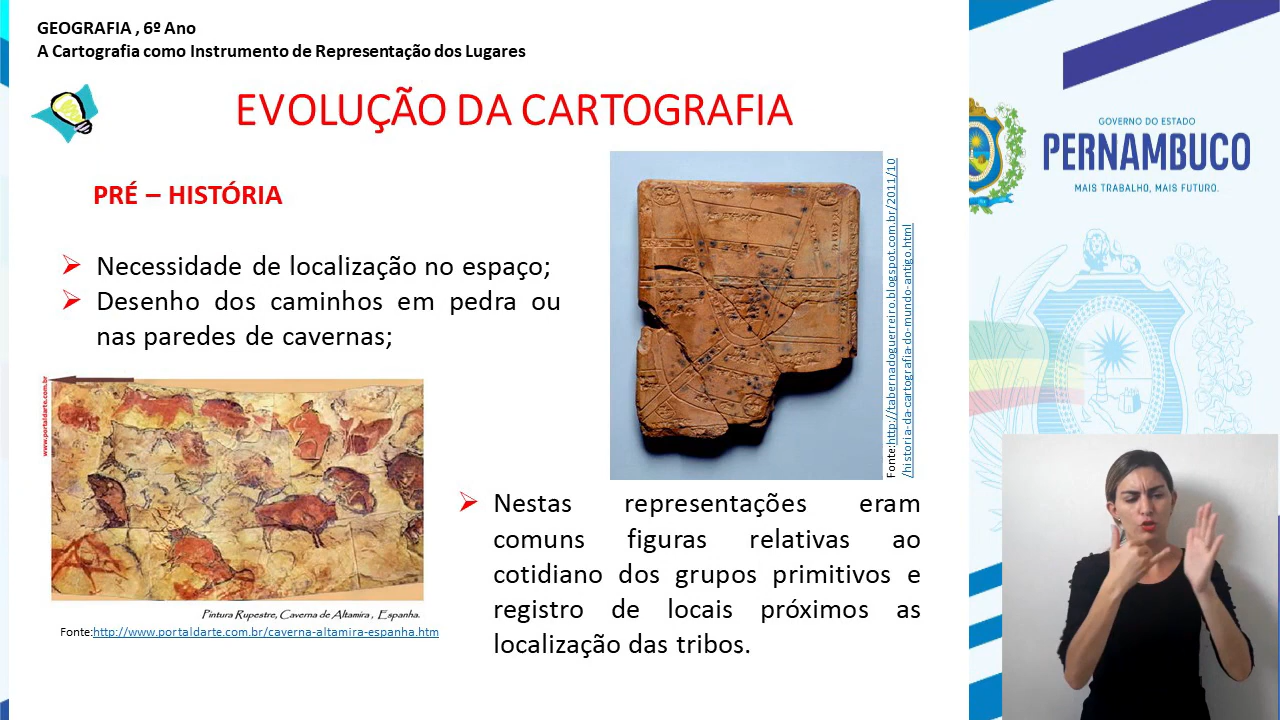 GEOGRAFIA , 6º Ano
A Cartografia como Instrumento de Representação dos Lugares
EVOLUÇÃO DA CARTOGRAFIA
PRÉ – HISTÓRIA
Necessidade de localização no espaço;
Desenho dos caminhos em pedra ou
nas paredes de cavernas;
www.portaldarte.com.br
Pintura Rupestre, Caverna de Altamira , Espanha.
Fonte:http://www.portaldarte.com.br/caverna-altamira-espanha.htm
Fonte:http://tabernadoguerreiro.blogspot.com.br/2011/10
/historia-da-cartografia-do-mundo-antigo.html
Nestas representações eram
comuns figuras relativas ao
cotidiano dos grupos primitivos e
registro de locais próximos as
localização das tribos.
GOVERNO DO ESTADO
PERNAMBUCO
MAIS TRABALHO, MAIS FUTURO.